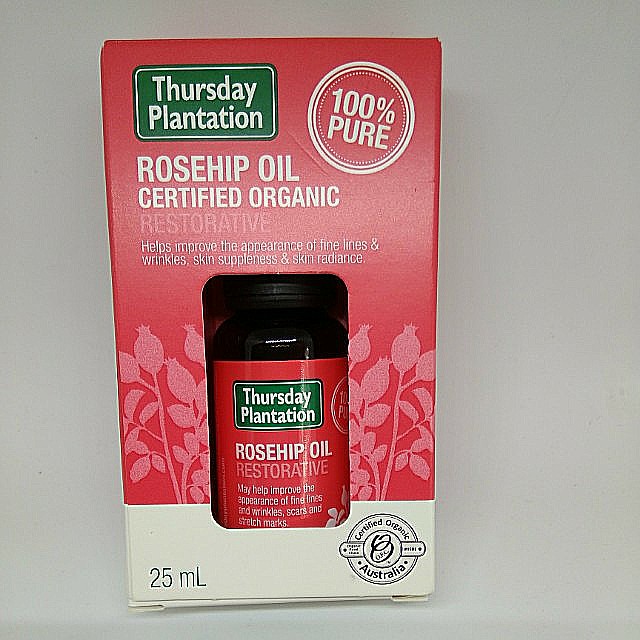 Thursday
Plantation
100%
PURE
ROSEHIP OIL
CERTIFIED ORGANIC
RESTORATIVE
Helps improve the appearance of fine lines &
wrinkles, skin suppleness & skin radiance.
Thursday
Plantation
ROSEHIP OIL
RESTORATIVE
May help improve the
appearance of fine lines
and wrinkles, scars and
stretch marks.
Certified Organic
Australia
25 mL